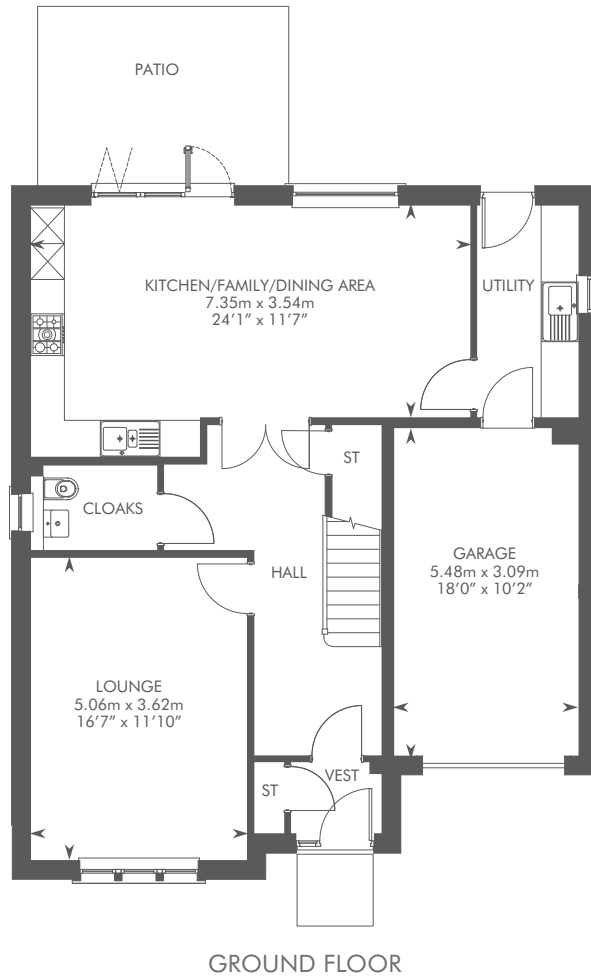 PATIO
KITCHEN/FAMILY/DINING AREA
7.35m x 3.54m
24'1" x 11'7"
UTILITY
ST
CLOAKS
HALL
GARAGE
5.48m x 3.09m
18'0" x 10'2"
LOUNGE
5.06m x 3.62m
16'7" x 11'10"
ST
VEST
GROUND FLOOR